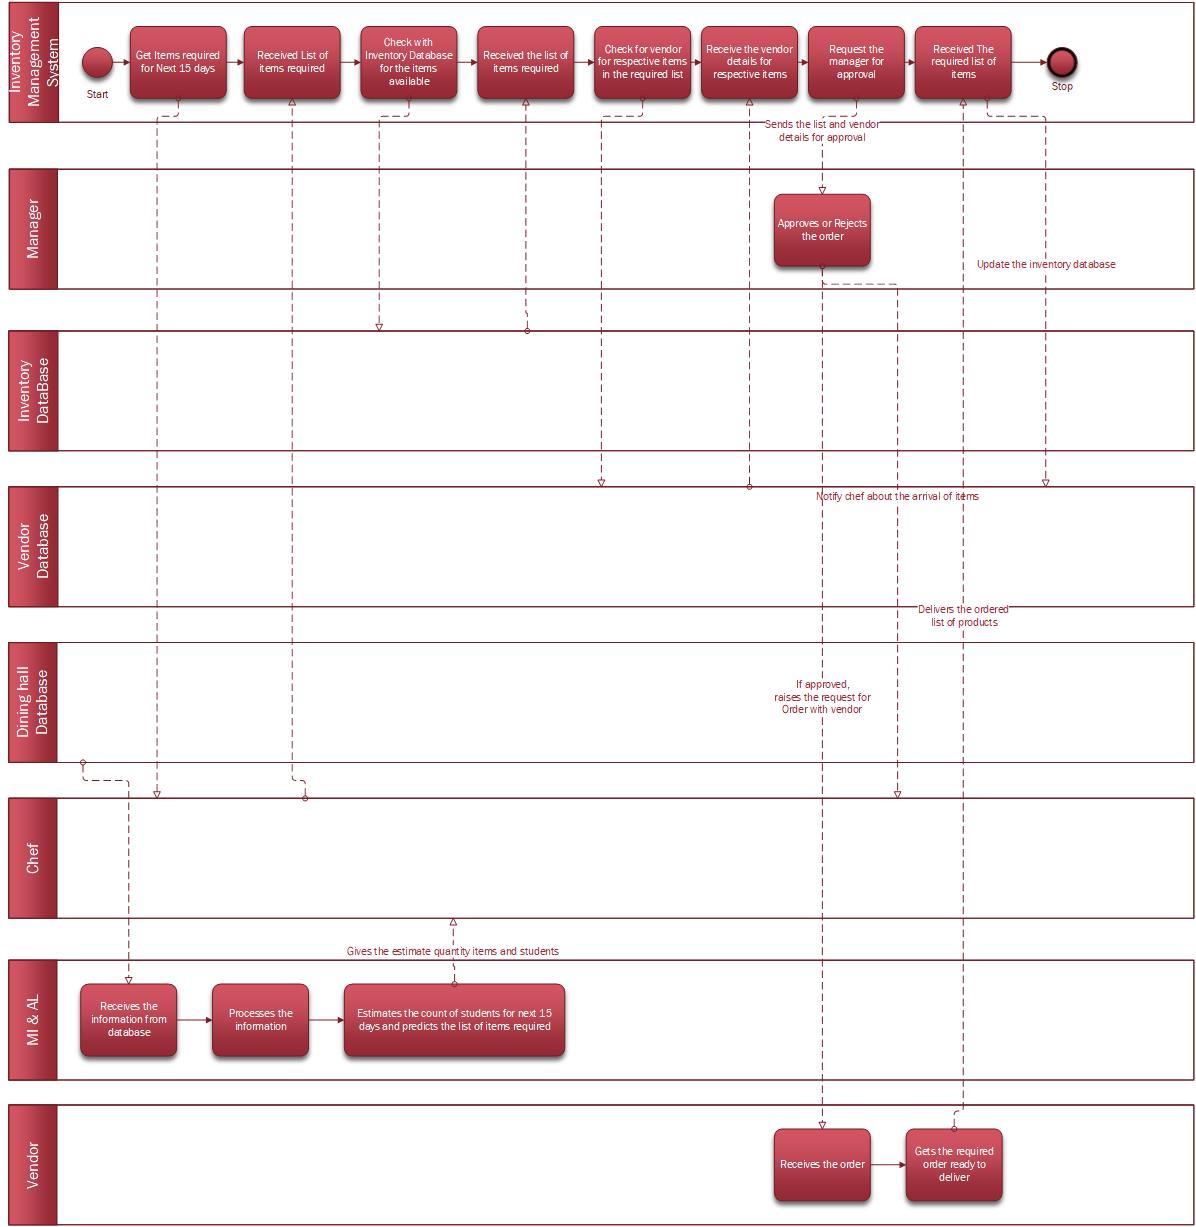 Inventory
Management
System
Start
Get Items required
for Next 15 days
Received List of
items required
Check with
Inventory Database
for the items
available
Received the list of
items required
Check for vendor
for respective items
in the required list
Receive the vendor
details for
respective items
Request the
manager for
approval
Received The
required list of
items
Stop
Sends the list and vendor
details for approval
Manager
Approves or Rejects
the order
Update the inventory database
Inventory
DataBase
Vendor
Database
Notify chef about the arrival of items
Delivers the ordered
list of products
Dining hall
Database
If approved,
raises the request for
Order with vendor
Chef
Gives the estimate quantity items and students
MI & AL
Receives the
information from
database
Processes the
information
Estimates the count of students for next 15
days and predicts the list of items required
Vendor
Receives the order
Gets the required
order ready to
deliver